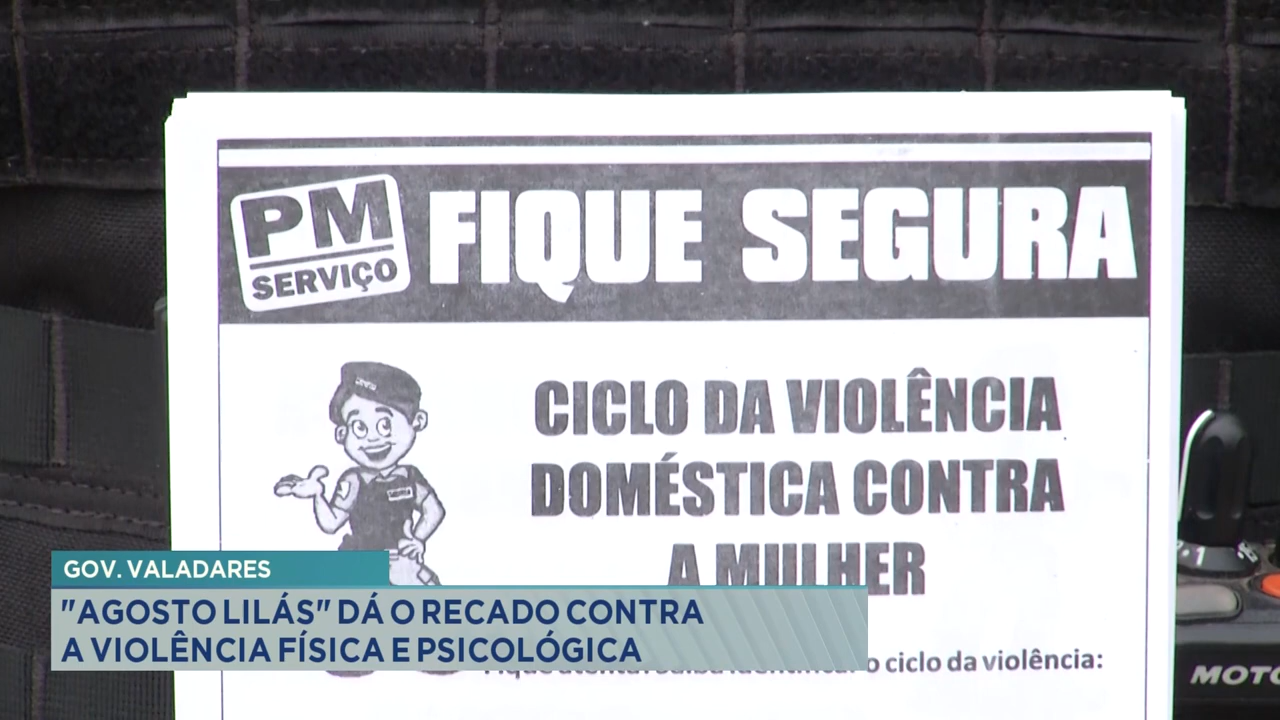 PM
SERVIÇO
FIQUE SEGURA
CICLO DA VIOLÊNCIA
DOMÉSTICA CONTRA
A MULHER
o ciclo da violência:
GOV. VALADARES
"AGOSTO LILÁS" DÁ O RECADO CONTRA
A VIOLÊNCIA FÍSICA E PSICOLÓGICA
1
MOTO